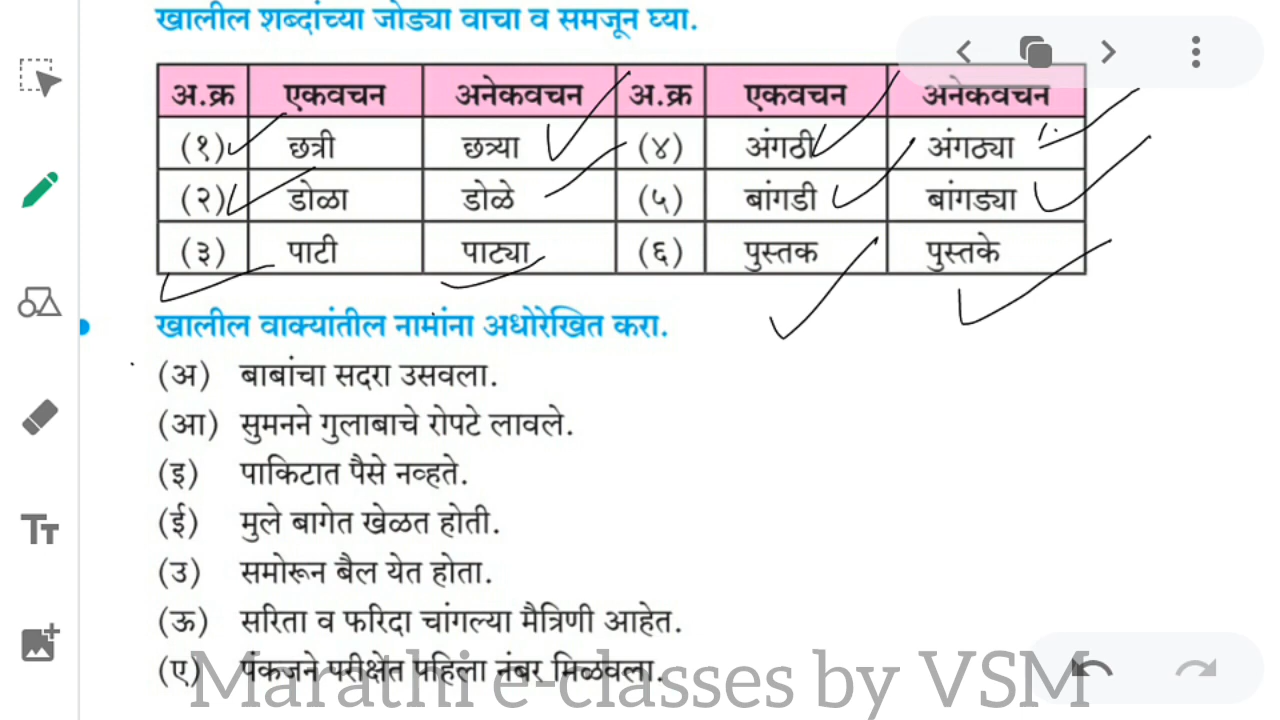 खालील शब्दांच्या जोड्या वाचा व समजून घ्या.
अ.क्र एकवचन अनेकवचन अ.क्र एकवचन अनेकवचन
(१) छत्री छत्र्या (४) अंगठी अंगठ्या
(२) डोळा डोळे (५) बांगडी बांगड्या
(३) पाटी पाट्या (६) पुस्तक पुस्तके
खालील वाक्यांतील नामांना अधोरेखित करा.
(अ) बाबांचा सदरा उसवला.
(आ) सुमनने गुलाबाचे रोपटे लावले.
(इ) पाकिटात पैसे नव्हते.
(ई) मुले बागेत खेळत होती.
(उ) समोरून बैल येत होता.
(ऊ) सरिता व फरिदा चांगल्या मैत्रिणी आहेत.
(ए) पंकजने परीक्षेत पहिला नंबर मिळवला.
Marathi e-classes by VSM
TT